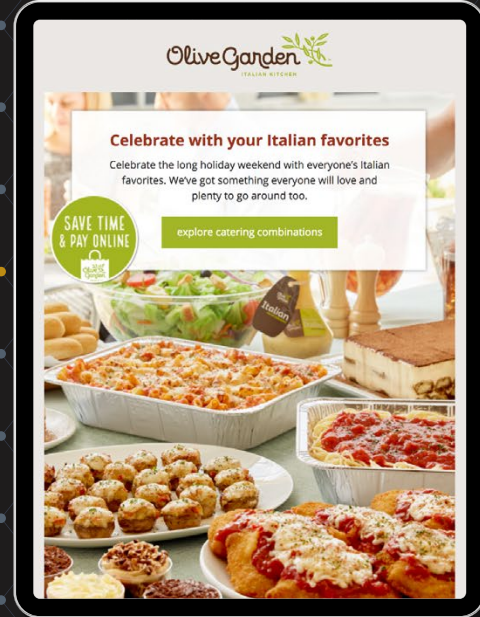 Olive Garden
ITALIAN KITCHEN
Celebrate with your Italian favorites
Celebrate the long holiday weekend with everyone's Italian
favorites. We've got something everyone will love and
plenty to go around too.
SAVE TIME
& PAY ONLINE
Olive
Garden
explore catering combinations
Italian